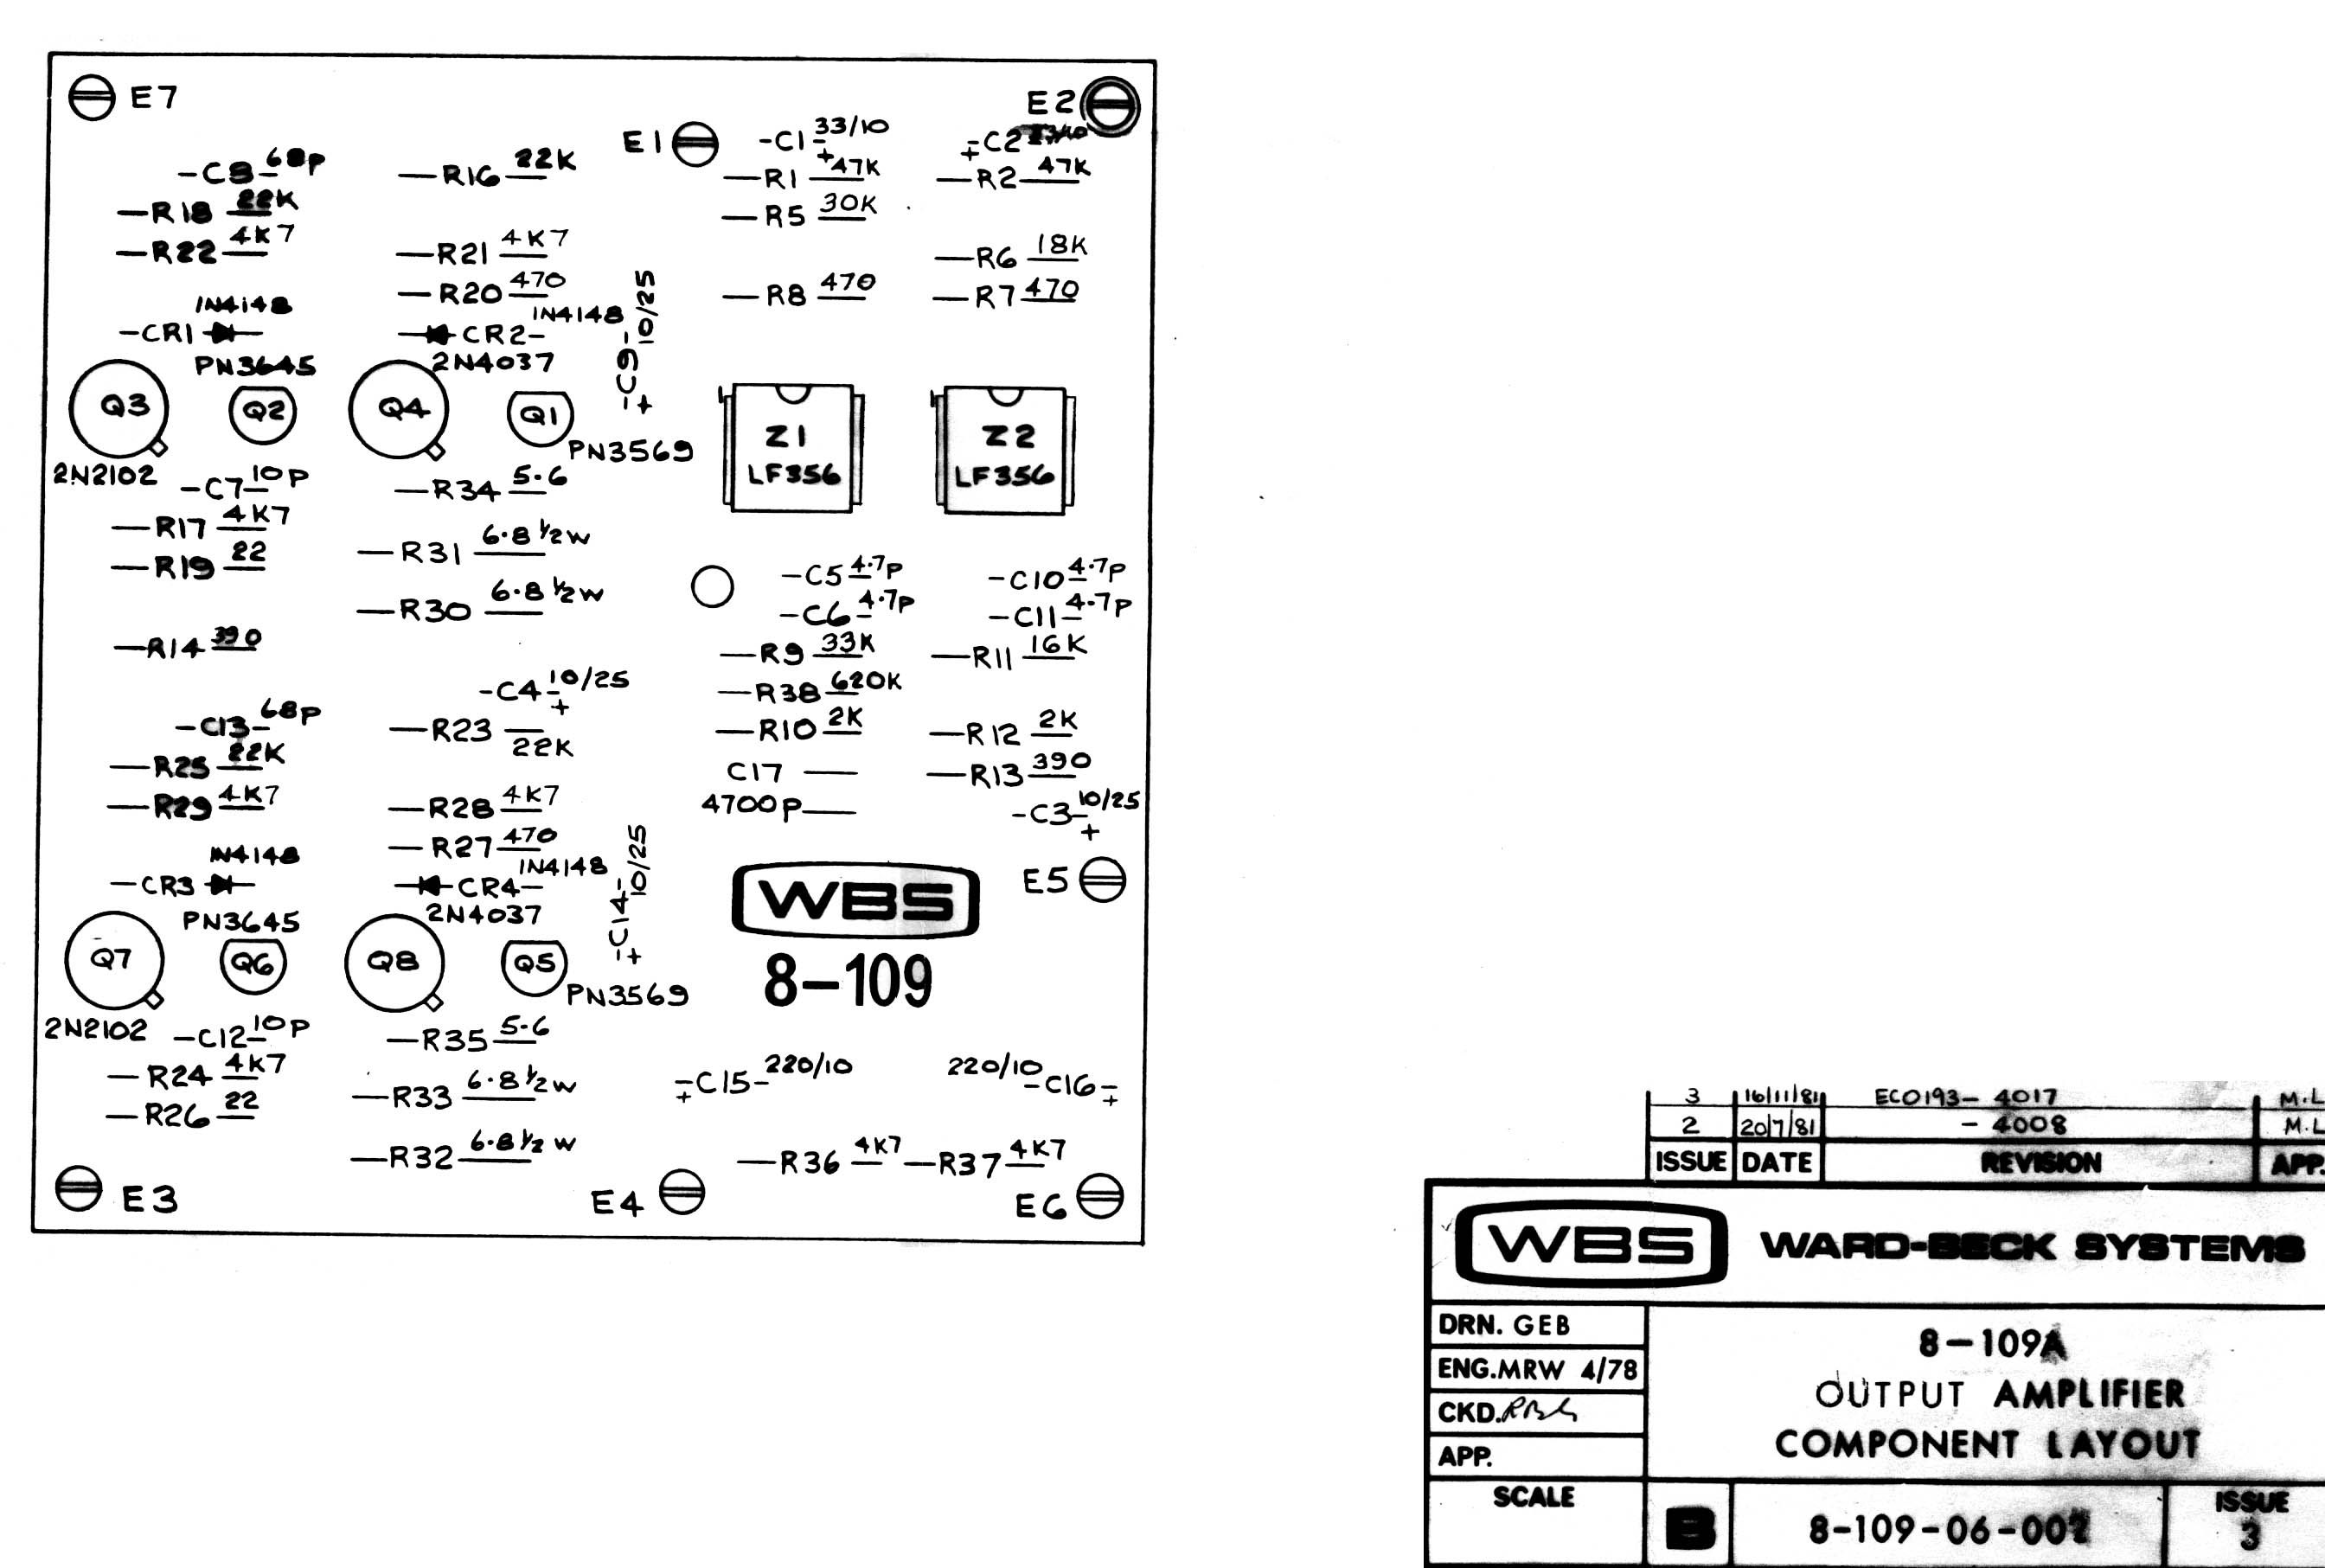 E7
E2
E1
-C1- 33/10
+
+C2
-C8- 68p
R16 22K
R1 47K
R2 47K
R18 22K
R5 30K
R22 4K7
R21 4K7
R6 18K
R20 470
R8 470
R7 470
1N4148
1N4148
-CR1
CR2-
-C9- 10/25
+
PN3645
2N4037
Q3
Q2
Q4
Q1
Z1
LF356
Z2
LF356
PN3569
2N2102
-C7- 10P
R34 5.6
R17 4K7
R31 6.8 1/2W
R19 22
-C5- 4.7P
-C10- 4.7P
R30 6.8 1/2W
-C6- 4.7P
-C11- 4.7P
R14 390
R9 33K
R11 16K
-C4- 10/25
+
R38 620K
-C13- 68P
R23 22K
R10 2K
R12 2K
R25 22K
C17
R13 390
R29 4K7
R28 4K7
4700p
-C3- 10/25
+
R27 470
1N4148
1N4148
-CR3
CR4-
-C14- 10/25
+
WBS
E5
PN3645
2N4037
Q7
Q6
Q8
Q5
8-109
PN3569
2N2102
-C12- 10P
R35 5.6
R24 4K7
R33 6.8 1/2W
+C15- 220/10
220/10 -C16+
R26 22
R32 6.8 1/2W
R36 4K7
R37 4K7
E3
E4
E6
3 16/11/81 ECO193- 4017 M.L
2 20/7/81 - 4008 M.L
ISSUE DATE REVISION APP.
WBS WARD-BECK SYSTEMS
DRN. GEB
ENG. MRW 4/78
CKD.
APP.
SCALE
8-109A
OUTPUT AMPLIFIER
COMPONENT LAYOUT
B
8-109-06-002
ISSUE
3